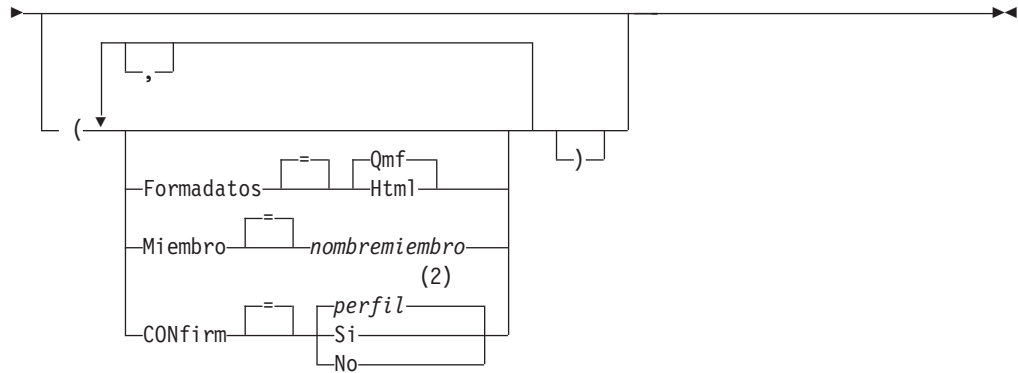 ,
(
)
=
Qmf
Formadatos
Html
=
Miembro
nombremiembro
(2)
=
perfil
CONfirm
Si
No